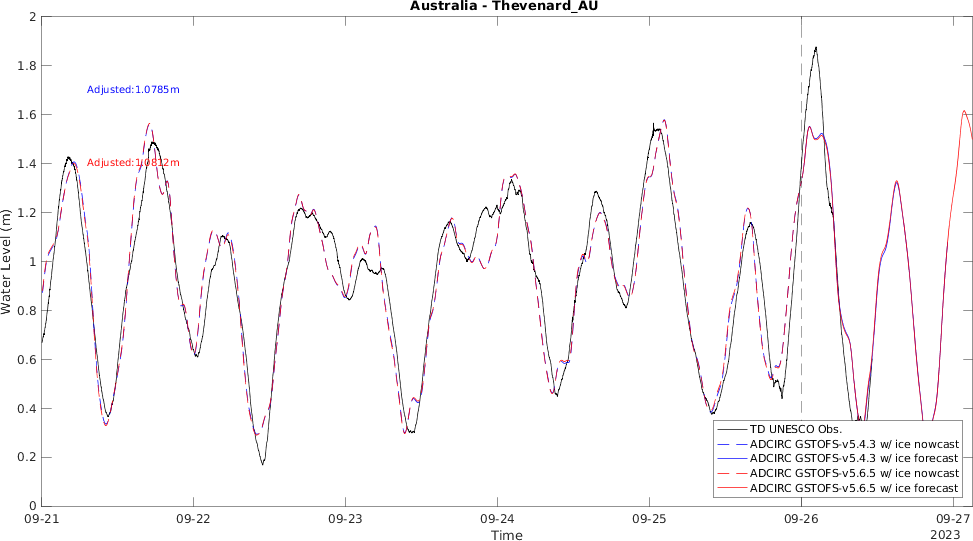 Australia - Thevenard_AU
2
1.8
1.6
1.4
1.2
1
0.8
0.6
0.4
0.2
0
Water Level (m)
Adjusted:1.0785m
Adjusted:1.0812m
TD UNESCO Obs.
ADCIRC GSTOFS-v5.4.3 w/ ice nowcast
ADCIRC GSTOFS-v5.4.3 w/ ice forecast
ADCIRC GSTOFS-v5.6.5 w/ ice nowcast
ADCIRC GSTOFS-v5.6.5 w/ ice forecast
09-21 09-22 09-23 09-24 09-25 09-26 09-27
Time
2023